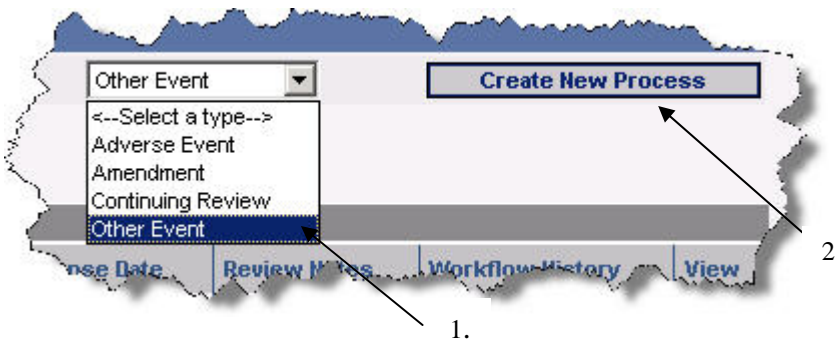 Other Event
Create New Process
<--Select a type-->
Adverse Event
Amendment
Continuing Review
Other Event
2
Date Review Workflow History View
1.